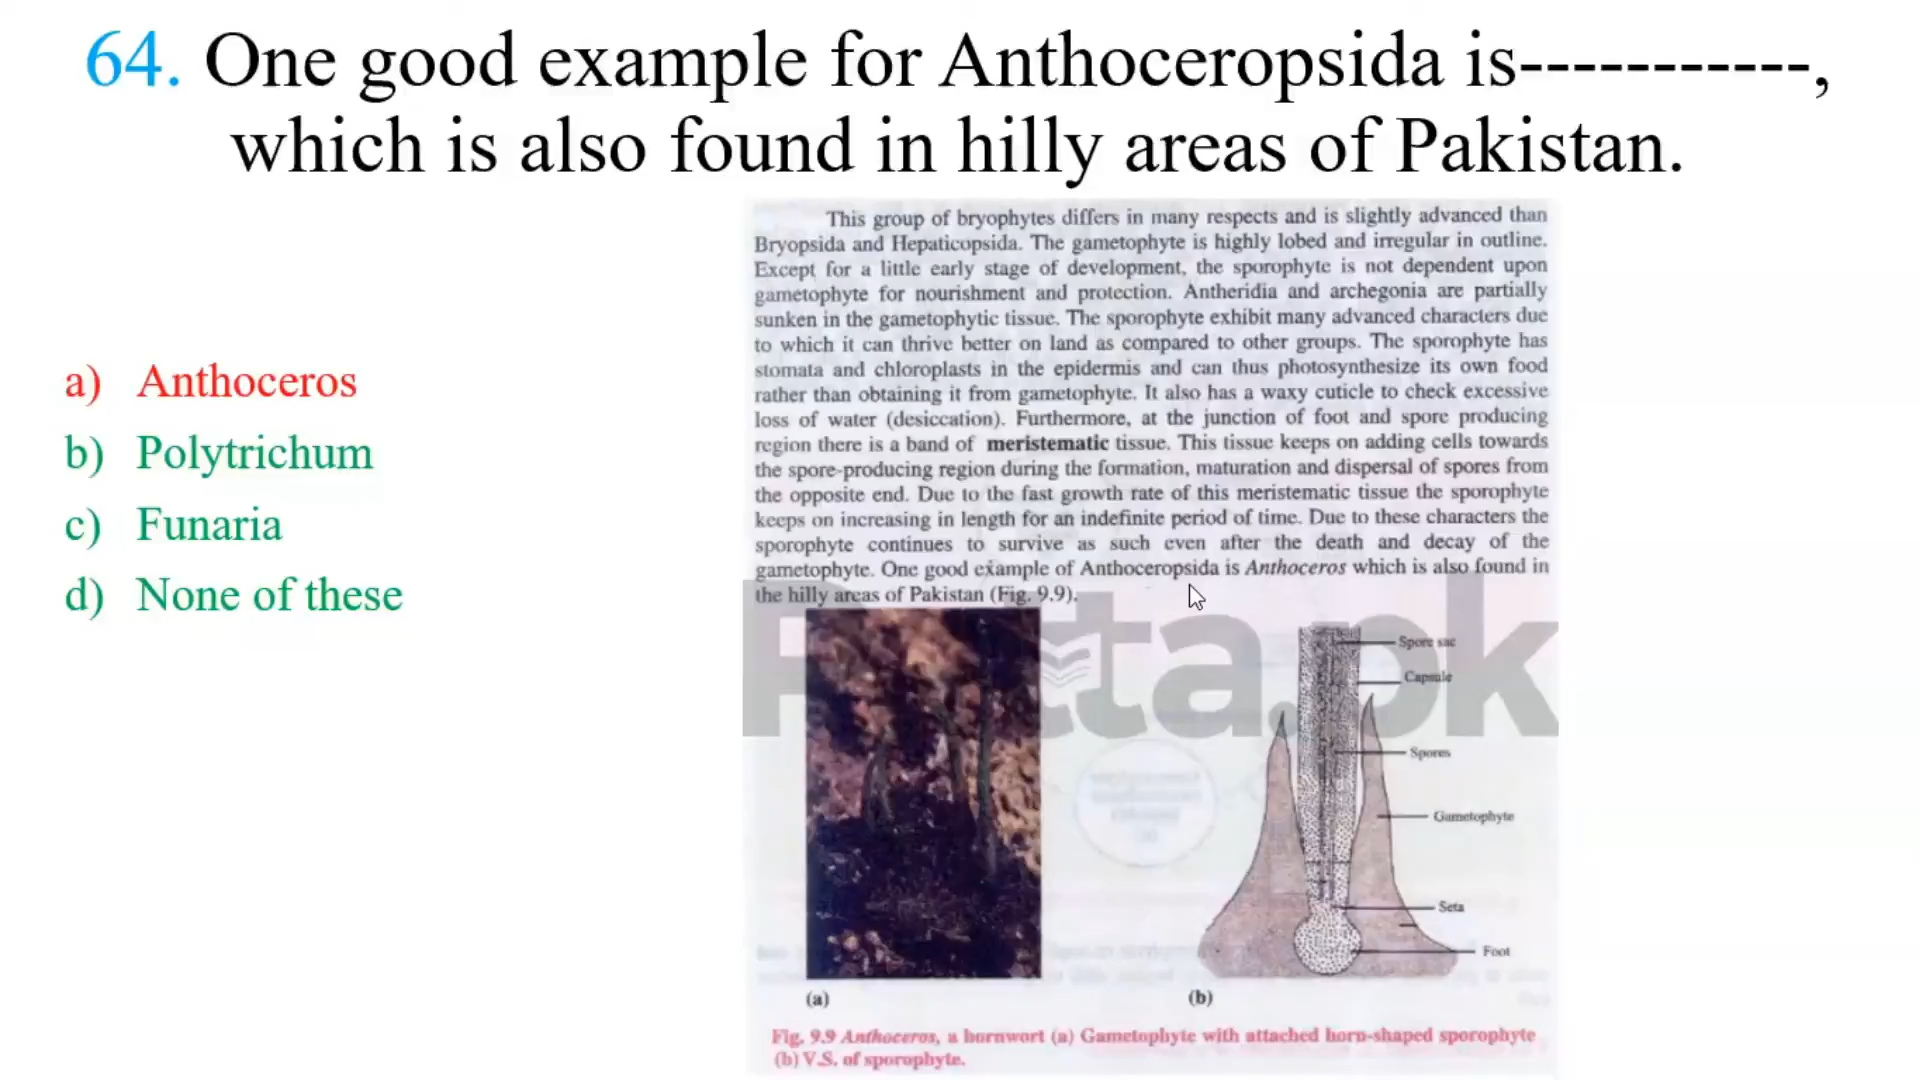 64. One good example for Anthoceropsida is-----------,
which is also found in hilly areas of Pakistan.
a) Anthoceros
b) Polytrichum
c) Funaria
d) None of these
This group of bryophytes differs in many respects and is slightly advanced than
Bryopsida and Hepaticopsida. The gametophyte is highly lobed and irregular in outline.
Except for a little early stage of development, the sporophyte is not dependent upon
gametophyte for nourishment and protection. Antheridia and archegonia are partially
sunken in the gametophytic tissue. The sporophyte exhibit many advanced characters due
to which it can thrive better on land as compared to other groups. The sporophyte has
stomata and chloroplasts in the epidermis and can thus photosynthesize its own food
rather than obtaining it from gametophyte. It also has a waxy cuticle to check excessive
loss of water (desiccation). Furthermore, at the junction of foot and spore producing
region there is a band of meristematic tissue. This tissue keeps on adding cells towards
the spore-producing region during the formation, maturation and dispersal of spores from
the opposite end. Due to the fast growth rate of this meristematic tissue the sporophyte
keeps on increasing in length for an indefinite period of time. Due to these characters the
sporophyte continues to survive as such even after the death and decay of the
gametophyte. One good example of Anthoceropsida is Anthoceros which is also found in
the hilly areas of Pakistan (Fig. 9.9).
Spore sac
Capsule
Spores
Gametophyte
Seta
Foot
(a)
(b)
Fig. 9.9 Anthoceros, a hornwort (a) Gametophyte with attached horn-shaped sporophyte
(b) V.S. of sporophyte.